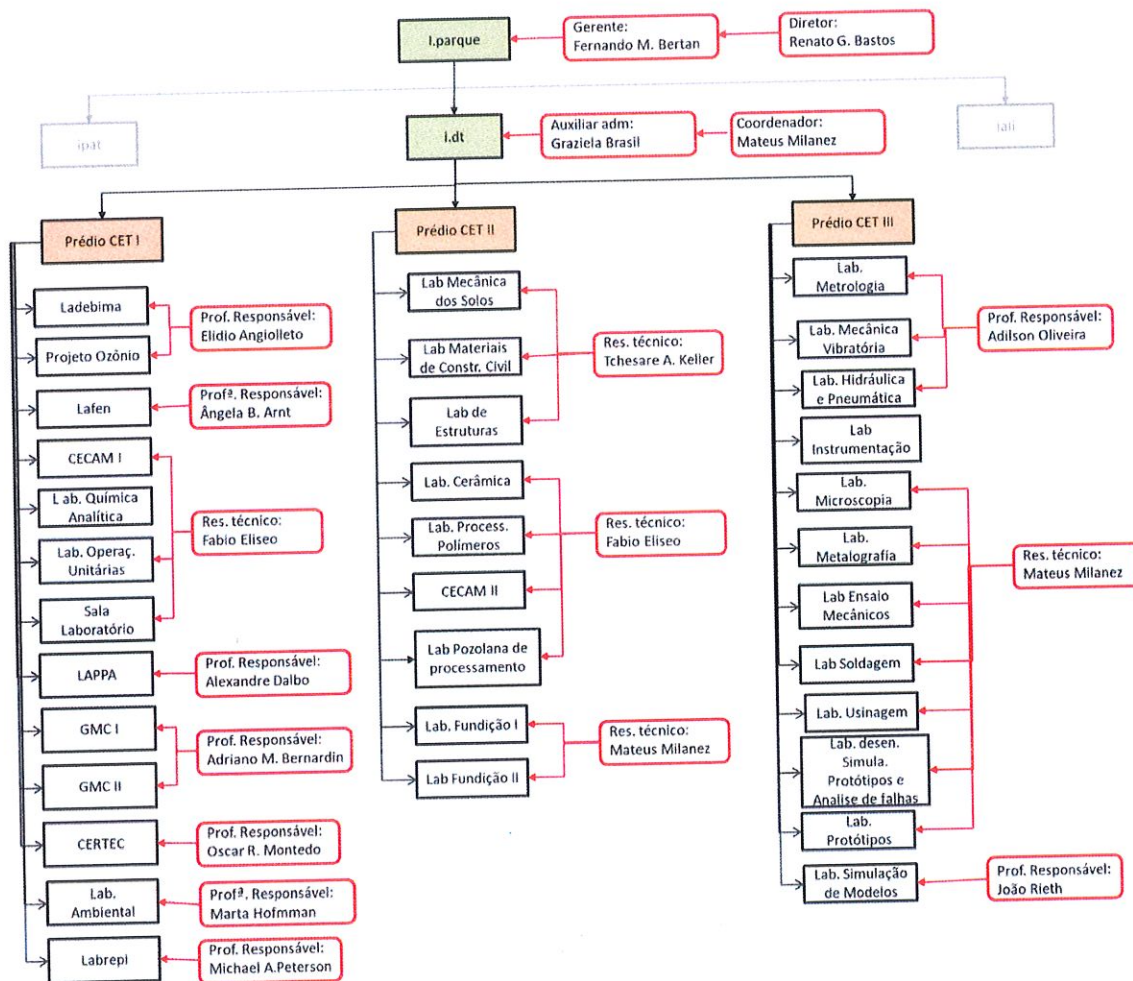 I.parque
Gerente:
Fernando M. Bertan
Diretor:
Renato G. Bastos
ipat
i.dt
Auxiliar adm:
Graziela Brasil
Coordenador:
Mateus Milanez
iali
Prédio CET I
Ladebima
Projeto Ozônio
Prof. Responsável:
Elidio Angiolleto
Lafen
Profª. Responsável:
Ângela B. Arnt
CECAM I
L ab. Química
Analítica
Lab. Operaç.
Unitárias
Sala
Laboratório
Res. técnico:
Fabio Eliseo
LAPPA
Prof. Responsável:
Alexandre Dalbo
GMC I
GMC II
Prof. Responsável:
Adriano M. Bernardin
CERTEC
Prof. Responsável:
Oscar R. Montedo
Lab.
Ambiental
Profª. Responsável:
Marta Hofmman
Labrepi
Prof. Responsável:
Michael A.Peterson
Prédio CET II
Lab Mecânica
dos Solos
Lab Materiais
de Constr. Civil
Lab de
Estruturas
Res. técnico:
Tchesare A. Keller
Lab. Cerâmica
Lab. Process.
Polímeros
CECAM II
Lab Pozolana de
processamento
Res. técnico:
Fabio Eliseo
Lab. Fundição I
Lab Fundição II
Res. técnico:
Mateus Milanez
Prédio CET III
Lab.
Metrologia
Lab. Mecânica
Vibratória
Lab. Hidráulica
e Pneumática
Prof. Responsável:
Adilson Oliveira
Lab
Instrumentação
Lab.
Microscopia
Lab.
Metalografia
Lab Ensaio
Mecânicos
Lab Soldagem
Lab. Usinagem
Lab. desen.
Simula.
Protótipos e
Analise de falhas
Lab.
Protótipos
Res. técnico:
Mateus Milanez
Lab. Simulação
de Modelos
Prof. Responsável:
João Rieth